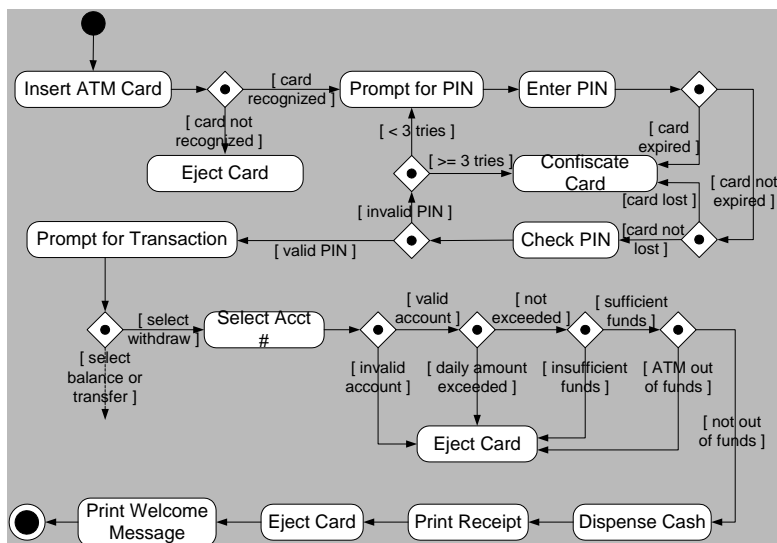 Insert ATM Card
[ card
recognized ]
Prompt for PIN
Enter PIN
[ card not
recognized ]
Eject Card
[ < 3 tries ]
[ >= 3 tries ]
[ card
expired ]
Confiscate
Card
[ card not
expired ]
[card lost ]
[ invalid PIN ]
Prompt for Transaction
[ valid PIN ]
Check PIN
[card not
lost ]
[ select
withdraw ]
Select Acct
#
[ valid
account ]
[ not
exceeded ]
[ sufficient
funds ]
[ select
balance or
transfer ]
[ invalid
account ]
[ daily amount
exceeded ]
[ insufficient
funds ]
[ ATM out
of funds ]
[ not out
of funds ]
Eject Card
Print Welcome
Message
Eject Card
Print Receipt
Dispense Cash